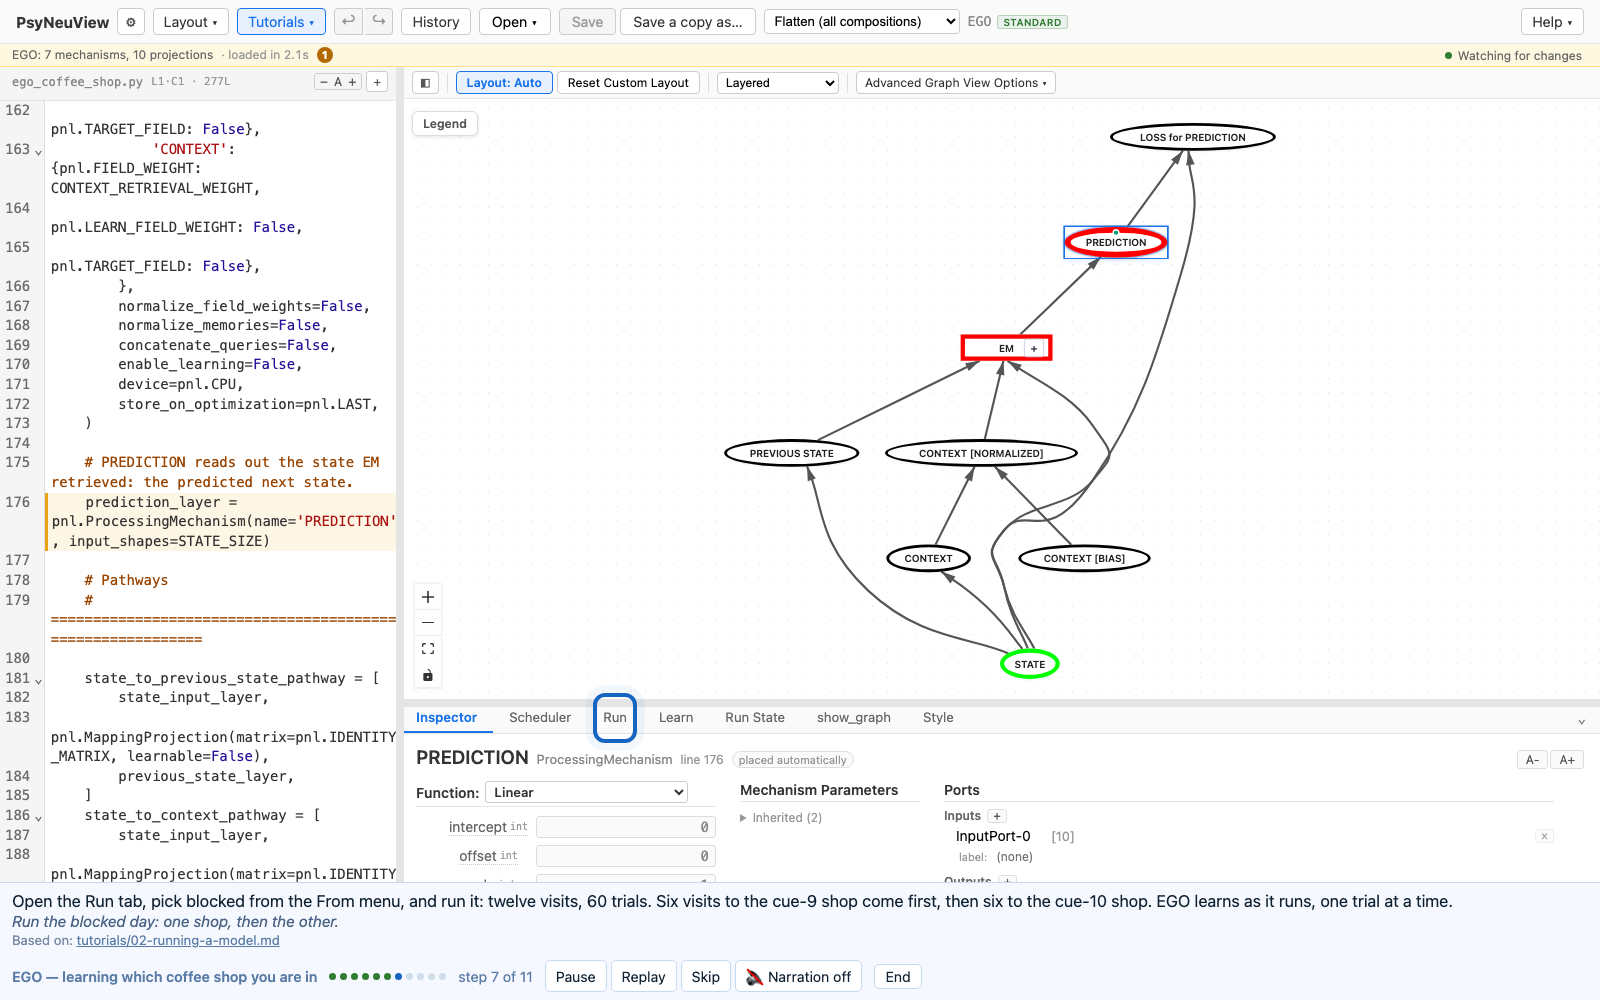 PsyNeuView
Layout ▾
Tutorials ▾
History
Open ▾
Save
Save a copy as...
Flatten (all compositions)
EGO
STANDARD
Help ▾
EGO: 7 mechanisms, 10 projections · loaded in 2.1s 1
Watching for changes
ego_coffee_shop.py L1·C1 · 277L
− A +
+
Layout: Auto
Reset Custom Layout
Layered
Advanced Graph View Options ▾
162
pnl.TARGET_FIELD: False},
163 'CONTEXT':
{pnl.FIELD_WEIGHT:
CONTEXT_RETRIEVAL_WEIGHT,
164
pnl.LEARN_FIELD_WEIGHT: False,
165
pnl.TARGET_FIELD: False},
166 },
167 normalize_field_weights=False,
168 normalize_memories=False,
169 concatenate_queries=False,
170 enable_learning=False,
171 device=pnl.CPU,
172 store_on_optimization=pnl.LAST,
173 )
174
175 # PREDICTION reads out the state EM
retrieved: the predicted next state.
176 prediction_layer =
pnl.ProcessingMechanism(name='PREDICTION'
, input_shapes=STATE_SIZE)
177
178 # Pathways
179 #
=========================================
==================
180
181 state_to_previous_state_pathway = [
182 state_input_layer,
183
pnl.MappingProjection(matrix=pnl.IDENTITY
_MATRIX, learnable=False),
184 previous_state_layer,
185 ]
186 state_to_context_pathway = [
187 state_input_layer,
188
pnl.MappingProjection(matrix=pnl.IDENTITY
Legend
LOSS for PREDICTION
PREDICTION
EM +
PREVIOUS STATE
CONTEXT [NORMALIZED]
CONTEXT
CONTEXT [BIAS]
STATE
Inspector
Scheduler
Run
Learn
Run State
show_graph
Style
PREDICTION ProcessingMechanism line 176 placed automatically
A-
A+
Function: Linear
intercept int 0
offset int 0
Mechanism Parameters
▸ Inherited (2)
Ports
Inputs +
InputPort-0 [10] x
label: (none)
Outputs +
Open the Run tab, pick blocked from the From menu, and run it: twelve visits, 60 trials. Six visits to the cue-9 shop come first, then six to the cue-10 shop. EGO learns as it runs, one trial at a time.
Run the blocked day: one shop, then the other.
Based on: tutorials/02-running-a-model.md
EGO — learning which coffee shop you are in
step 7 of 11
Pause
Replay
Skip
Narration off
End